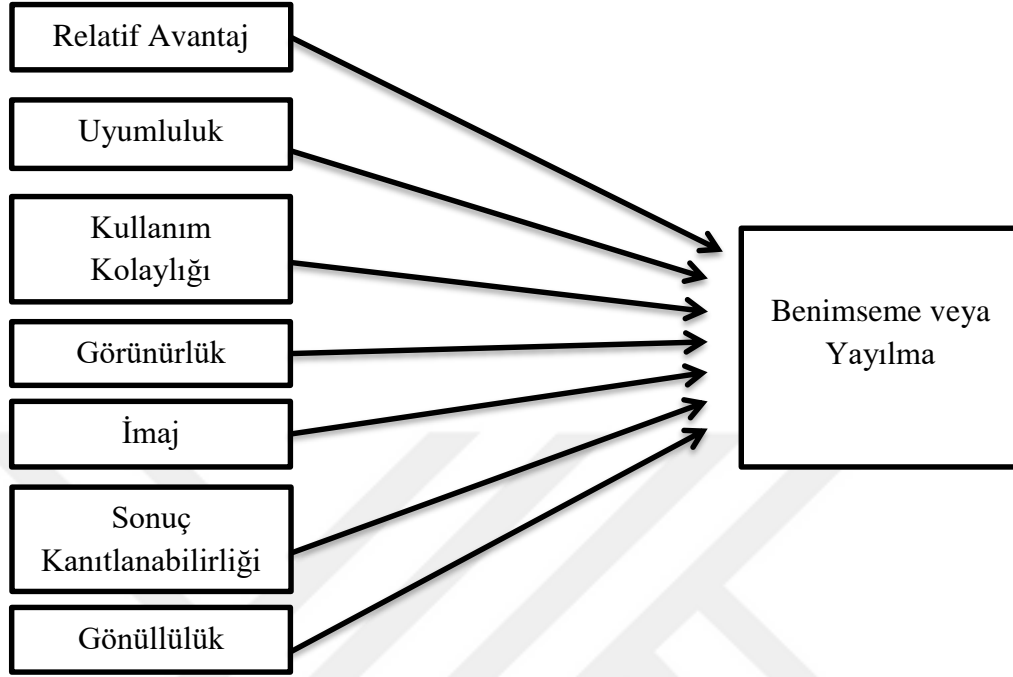 Relatif Avantaj
Uyumluluk
Kullanım
Kolaylığı
Görünürlük
İmaj
Sonuç
Kanıtlanabilirliği
Gönüllülük
Benimseme veya
Yayılma